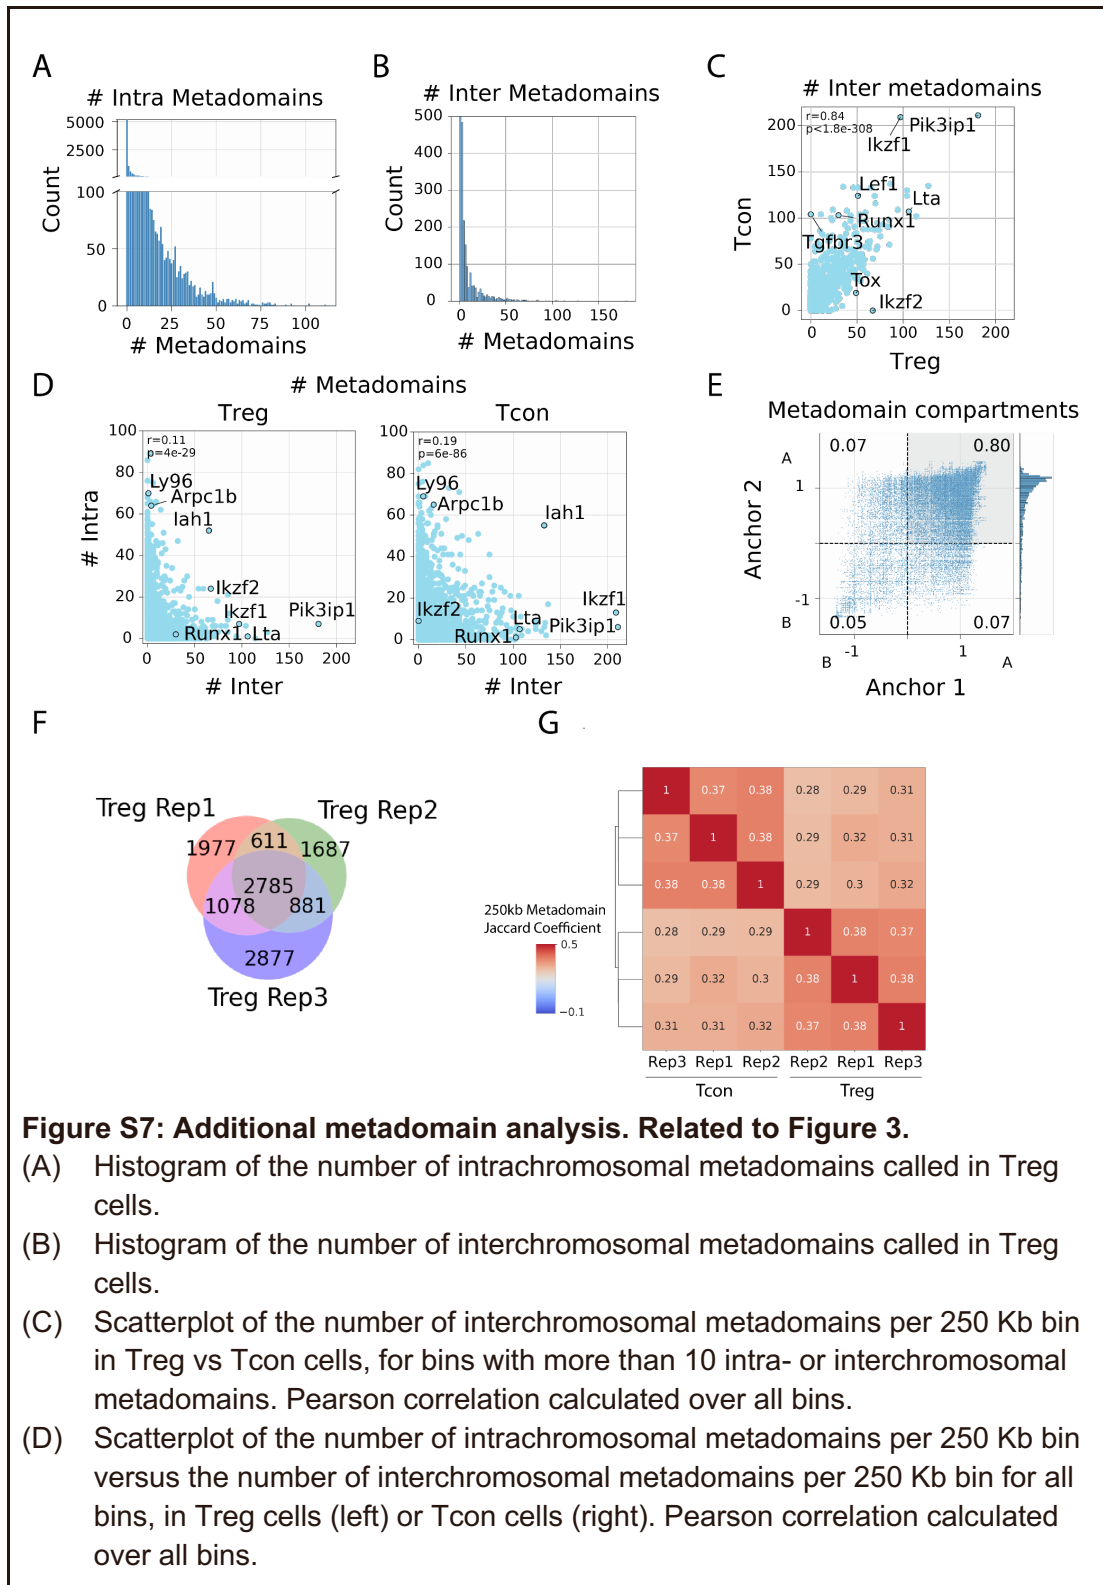 A
# Intra Metadomains
5000
2500
100
50
0
Count
0 25 50 75 100
# Metadomains
B
# Inter Metadomains
500
400
300
200
100
0
Count
0 50 100 150
# Metadomains
C
# Inter metadomains
r=0.84
p<1.8e-308
Pik3ip1
Ikzf1
Lef1
Lta
Runx1
Tgfbr3
Tox
Ikzf2
200
150
100
50
0
Tcon
0 50 100 150 200
Treg
D
# Metadomains
Treg
Tcon
100
80
60
40
20
0
# Intra
r=0.11
p=4e-29
Ly96
Arpc1b
Iah1
Ikzf2
Ikzf1
Pik3ip1
Runx1
Lta
0 50 100 150 200
# Inter
100
80
60
40
20
0
r=0.19
p=6e-86
Ly96
Arpc1b
Iah1
Ikzf2
Ikzf1
Lta
Runx1
Pik3ip1
0 50 100 150 200
# Inter
E
Metadomain compartments
0.07
0.80
A
1
-1
B
Anchor 2
0.05
0.07
B -1 1 A
Anchor 1
F
Treg Rep1
Treg Rep2
1977
611
1687
2785
1078
881
2877
Treg Rep3
G
250kb Metadomain
Jaccard Coefficient
0.5
−0.1
1 0.37 0.38 0.28 0.29 0.31
0.37 1 0.38 0.29 0.32 0.31
0.38 0.38 1 0.29 0.3 0.32
0.28 0.29 0.29 1 0.38 0.37
0.29 0.32 0.3 0.38 1 0.38
0.31 0.31 0.32 0.37 0.38 1
Rep3 Rep1 Rep2 Rep2 Rep1 Rep3
Tcon Treg
Figure S7: Additional metadomain analysis. Related to Figure 3.
(A) Histogram of the number of intrachromosomal metadomains called in Treg
cells.
(B) Histogram of the number of interchromosomal metadomains called in Treg
cells.
(C) Scatterplot of the number of interchromosomal metadomains per 250 Kb bin
in Treg vs Tcon cells, for bins with more than 10 intra- or interchromosomal
metadomains. Pearson correlation calculated over all bins.
(D) Scatterplot of the number of intrachromosomal metadomains per 250 Kb bin
versus the number of interchromosomal metadomains per 250 Kb bin for all
bins, in Treg cells (left) or Tcon cells (right). Pearson correlation calculated
over all bins.